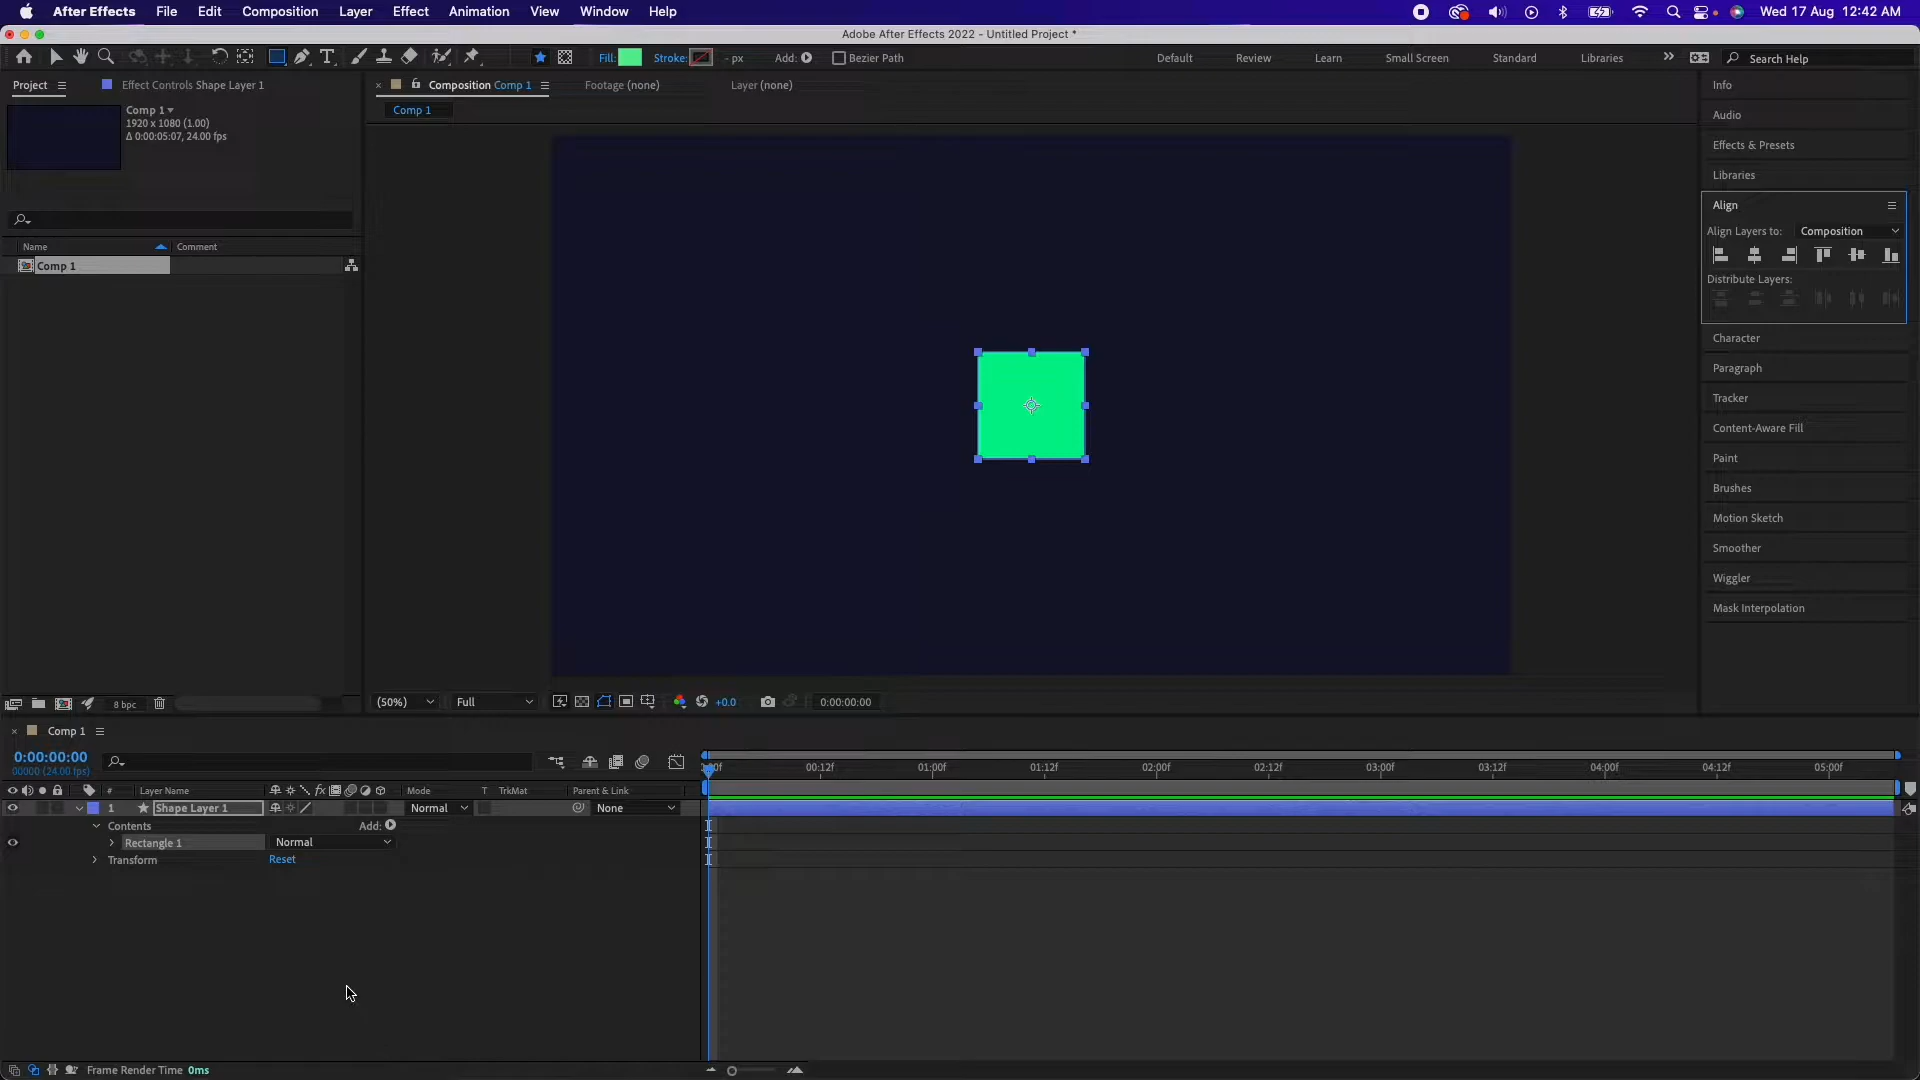 After Effects File Edit Composition Layer Effect Animation View Window Help Wed 17 Aug 12:42 AM
Adobe After Effects 2022 - Untitled Project *
Fill: Stroke: - px Add: Bezier Path Default Review Learn Small Screen Standard Libraries Search Help
Project Effect Controls Shape Layer 1 Composition Comp 1 Footage (none) Layer (none) Info
Comp 1
1920 x 1080 (1.00)
Δ 0:00:05:07, 24.00 fps
Comp 1
Audio
Effects & Presets
Libraries
Align
Align Layers to: Composition
Distribute Layers:
Name Comment
Comp 1
Character
Paragraph
Tracker
Content-Aware Fill
Paint
Brushes
Motion Sketch
Smoother
Wiggler
Mask Interpolation
8 bpc (50%) Full +0.0 0:00:00:00
Comp 1
0:00:00:00
00000 (24.00 fps)
00:12f 01:00f 01:12f 02:00f 02:12f 03:00f 03:12f 04:00f 04:12f 05:00f
# Layer Name fx Mode T TrkMat Parent & Link
1 Shape Layer 1 Normal None
Contents Add:
Rectangle 1 Normal
Transform Reset
Frame Render Time 0ms